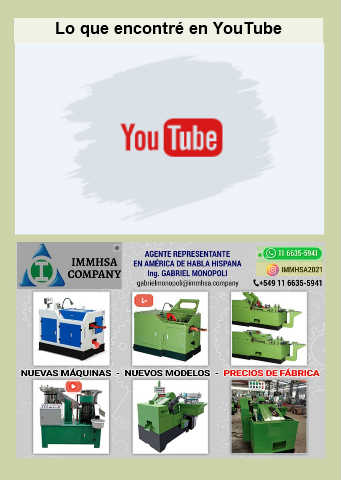 Lo que encontré en YouTube
YouTube
IMMHSA
COMPANY
AGENTE REPRESENTANTE
EN AMÉRICA DE HABLA HISPANA
Ing. GABRIEL MONOPOLI
gabrielmonopoli@immhsa.company
11 6635-5941
IMMHSA2021
+549 11 6635-5941
NUEVAS MÁQUINAS - NUEVOS MODELOS - PRECIOS DE FÁBRICA